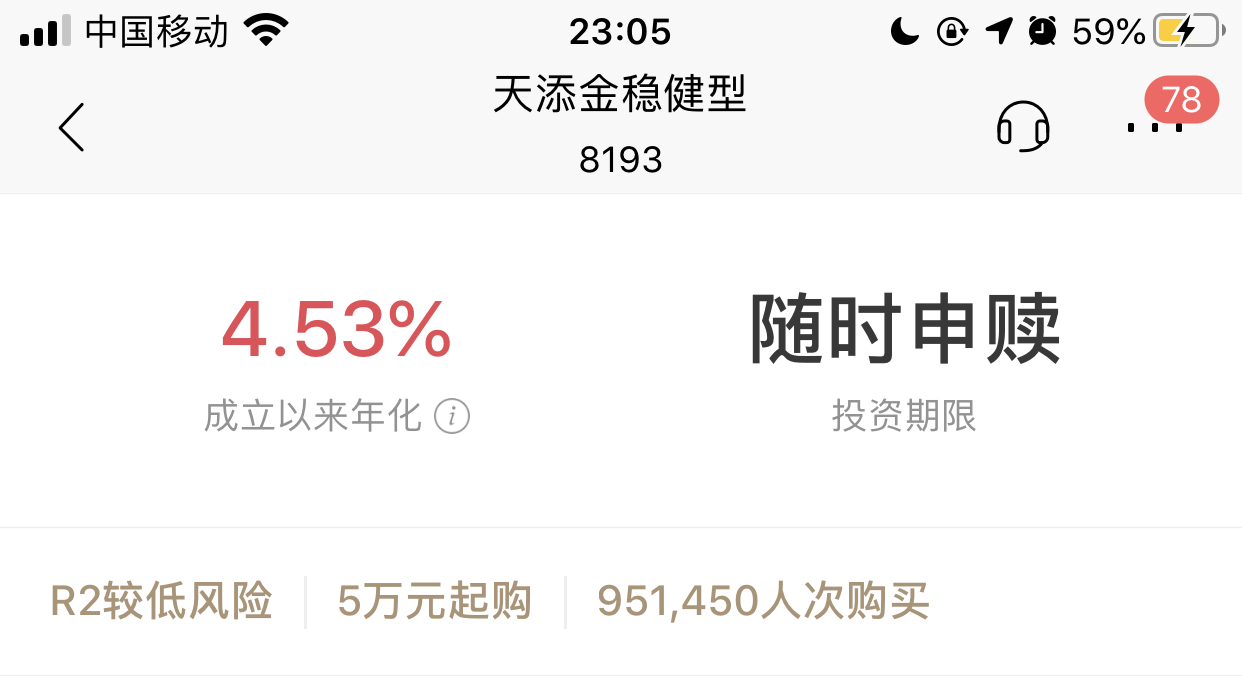 中国移动 23:05 59%
天添金稳健型
78
8193
4.53% 随时申赎
成立以来年化 i 投资期限
R2较低风险 5万元起购 951,450人次购买